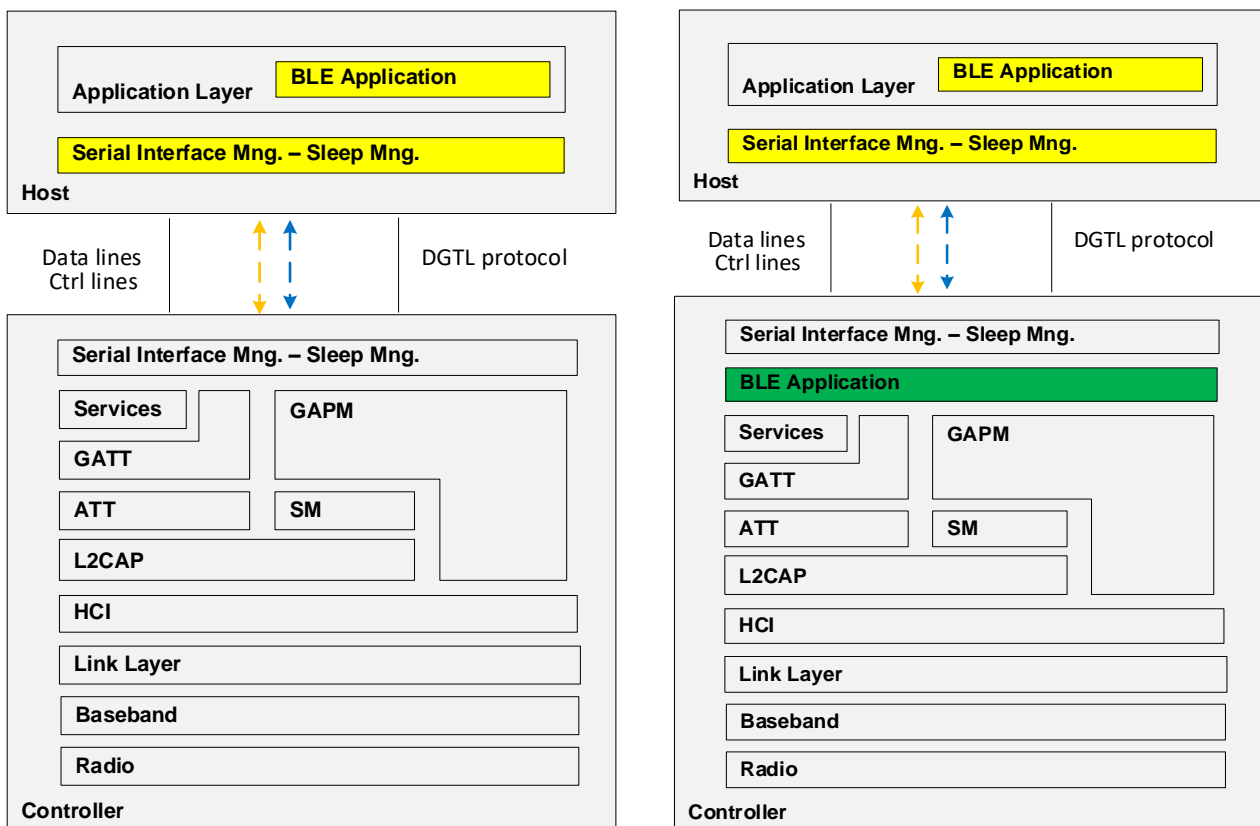 BLE Application
Application Layer
Serial Interface Mng. – Sleep Mng.
Host
Data lines
Ctrl lines
DGTL protocol
Serial Interface Mng. – Sleep Mng.
Services
GAPM
GATT
ATT
SM
L2CAP
HCI
Link Layer
Baseband
Radio
Controller
BLE Application
Application Layer
Serial Interface Mng. – Sleep Mng.
Host
Data lines
Ctrl lines
DGTL protocol
Serial Interface Mng. – Sleep Mng.
BLE Application
Services
GAPM
GATT
ATT
SM
L2CAP
HCI
Link Layer
Baseband
Radio
Controller